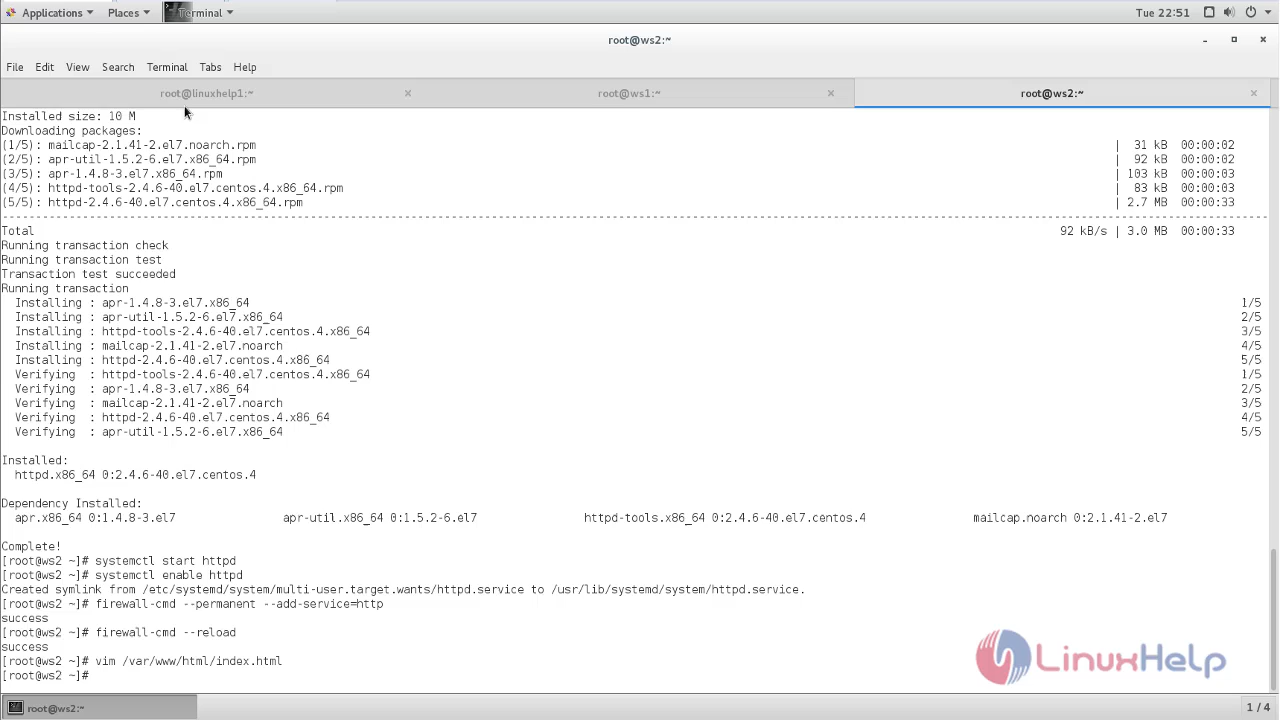 Applications Places Terminal Tue 22:51
root@ws2:~
File Edit View Search Terminal Tabs Help
root@linuxhelp1:~ × root@ws1:~ × root@ws2:~ ×
Installed size: 10 M
Downloading packages:
(1/5): mailcap-2.1.41-2.el7.noarch.rpm | 31 kB 00:00:02
(2/5): apr-util-1.5.2-6.el7.x86_64.rpm | 92 kB 00:00:02
(3/5): apr-1.4.8-3.el7.x86_64.rpm | 103 kB 00:00:03
(4/5): httpd-tools-2.4.6-40.el7.centos.4.x86_64.rpm | 83 kB 00:00:03
(5/5): httpd-2.4.6-40.el7.centos.4.x86_64.rpm | 2.7 MB 00:00:33
Total 92 kB/s | 3.0 MB 00:00:33
Running transaction check
Running transaction test
Transaction test succeeded
Running transaction
Installing : apr-1.4.8-3.el7.x86_64 1/5
Installing : apr-util-1.5.2-6.el7.x86_64 2/5
Installing : httpd-tools-2.4.6-40.el7.centos.4.x86_64 3/5
Installing : mailcap-2.1.41-2.el7.noarch 4/5
Installing : httpd-2.4.6-40.el7.centos.4.x86_64 5/5
Verifying : httpd-tools-2.4.6-40.el7.centos.4.x86_64 1/5
Verifying : apr-1.4.8-3.el7.x86_64 2/5
Verifying : mailcap-2.1.41-2.el7.noarch 3/5
Verifying : httpd-2.4.6-40.el7.centos.4.x86_64 4/5
Verifying : apr-util-1.5.2-6.el7.x86_64 5/5
Installed:
httpd.x86_64 0:2.4.6-40.el7.centos.4
Dependency Installed:
apr.x86_64 0:1.4.8-3.el7 apr-util.x86_64 0:1.5.2-6.el7 httpd-tools.x86_64 0:2.4.6-40.el7.centos.4 mailcap.noarch 0:2.1.41-2.el7
Complete!
[root@ws2 ~]# systemctl start httpd
[root@ws2 ~]# systemctl enable httpd
Created symlink from /etc/systemd/system/multi-user.target.wants/httpd.service to /usr/lib/systemd/system/httpd.service.
[root@ws2 ~]# firewall-cmd --permanent --add-service=http
success
[root@ws2 ~]# firewall-cmd --reload
success
[root@ws2 ~]# vim /var/www/html/index.html
[root@ws2 ~]#
LinuxHelp
root@ws2:~ 1 / 4